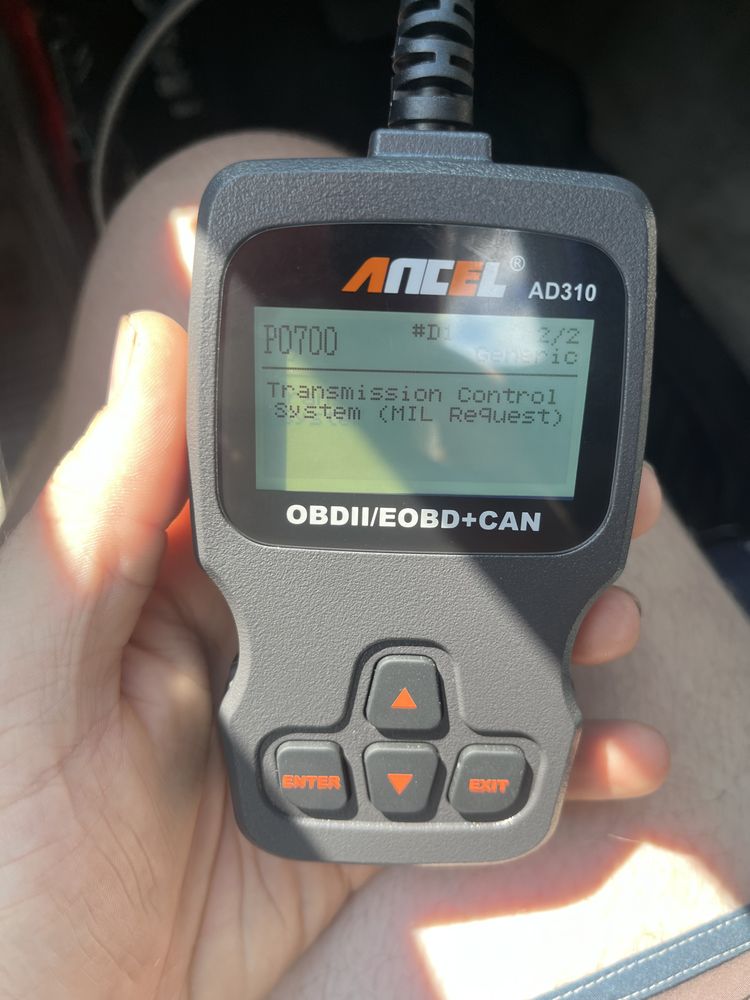 ANCEL®
AD310
P0700 #D1 2/2
Generic
Transmission Control
System (MIL Request)
OBDII/EOBD+CAN
ENTER EXIT